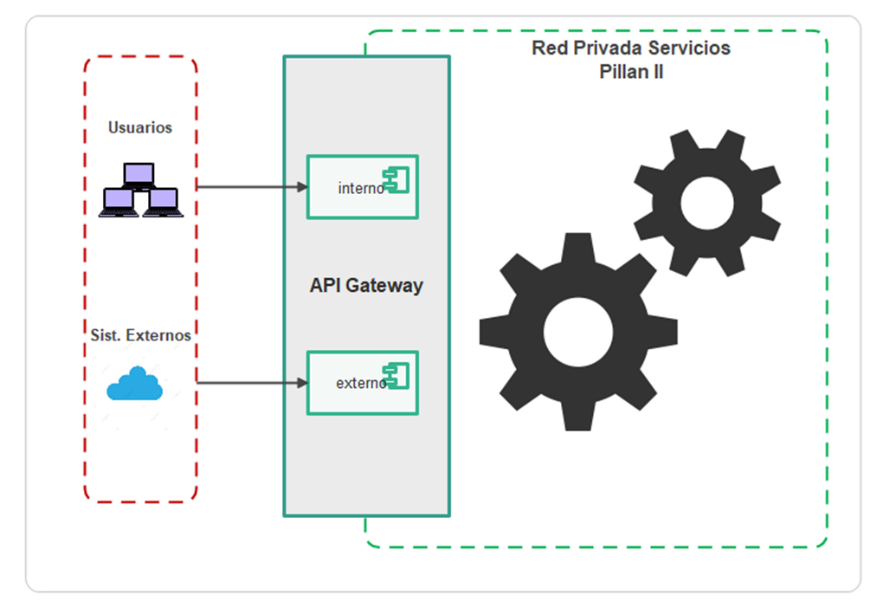 Red Privada Servicios
Pillan II
Usuarios
interno
API Gateway
Sist. Externos
externo